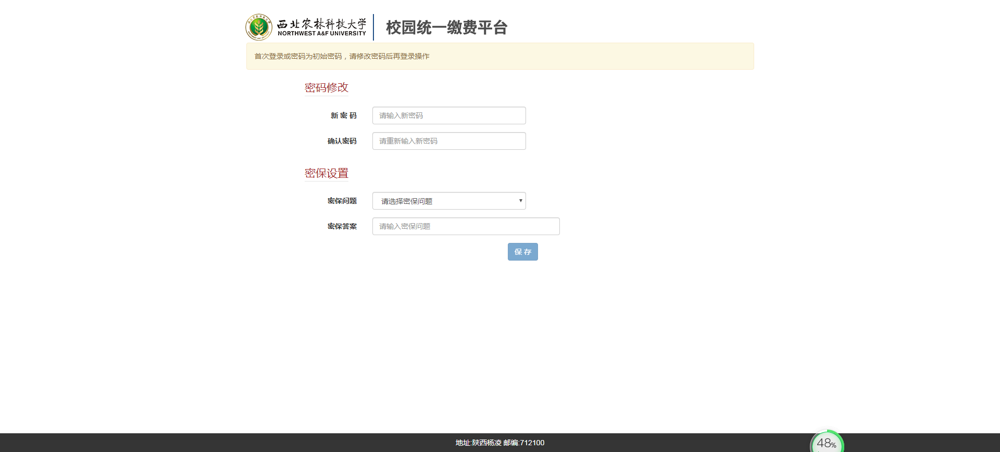 西北农林科技大学
NORTHWEST A&F UNIVERSITY
校园统一缴费平台
首次登录或密码为初始密码，请修改密码后再登录操作
密码修改
新 密 码
请输入新密码
确认密码
请重新输入新密码
密保设置
密保问题
请选择密保问题
密保答案
请输入密保问题
保 存
地址:陕西杨凌 邮编:712100
48%